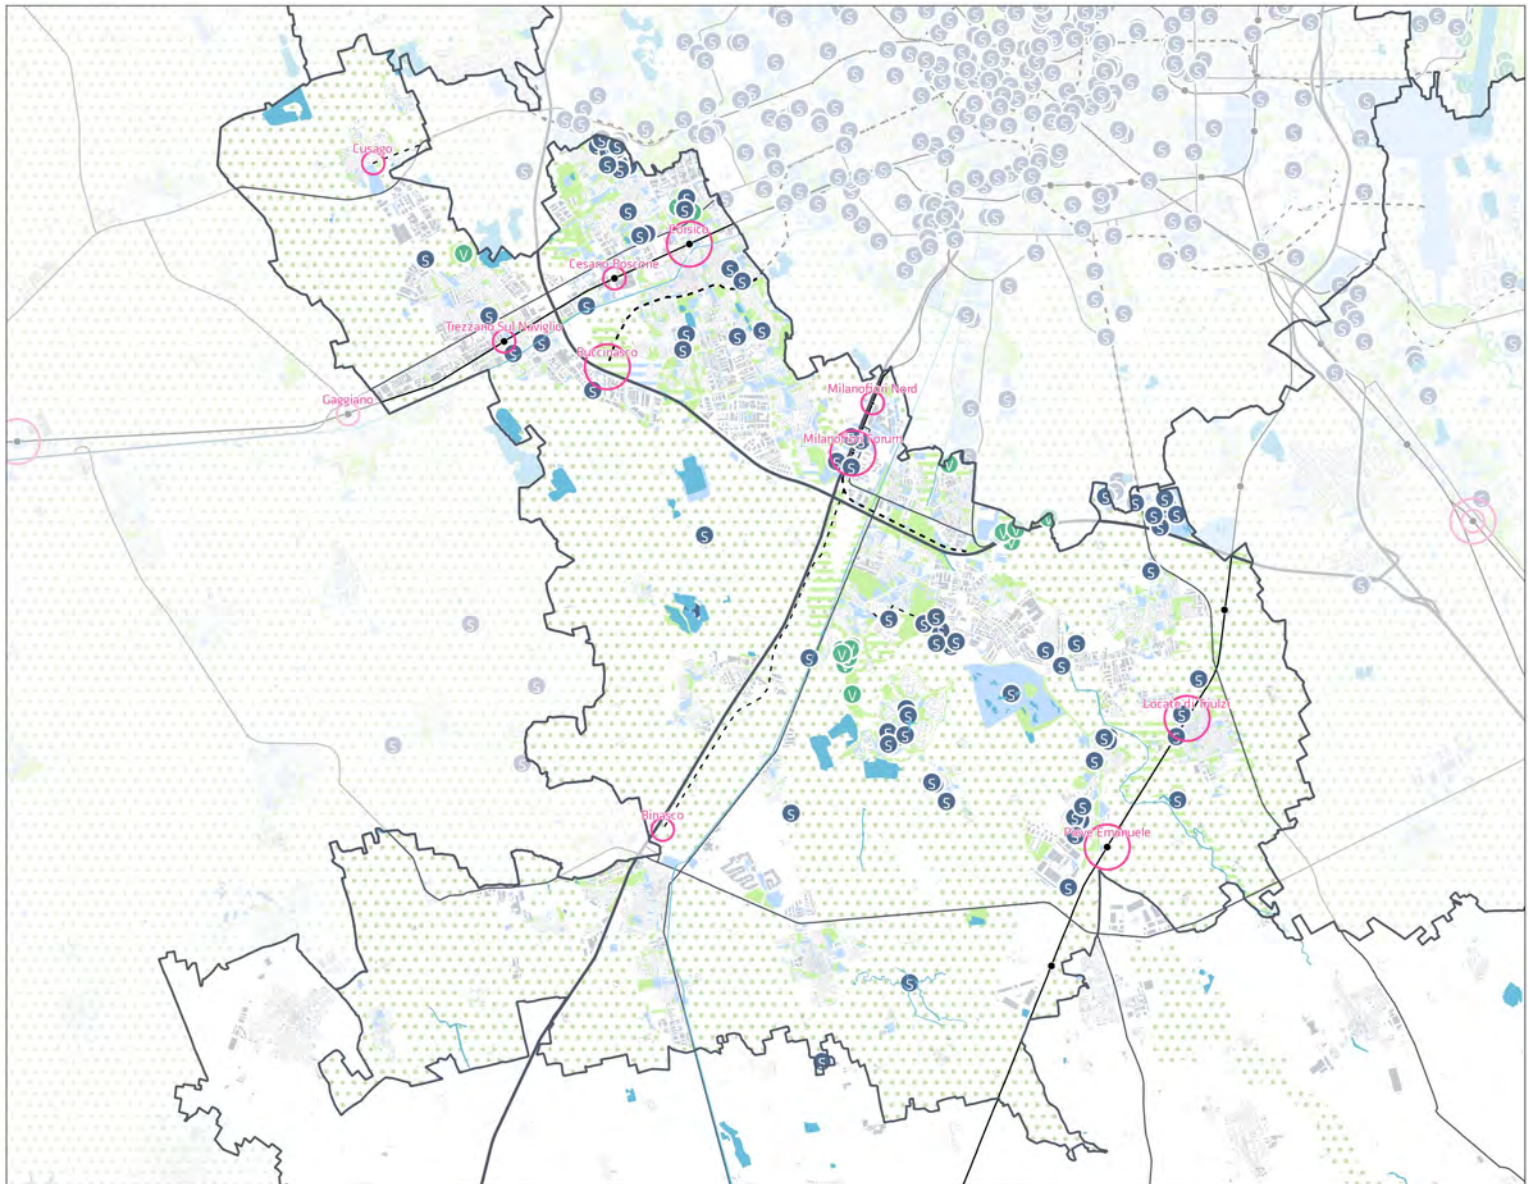 Cusago
Corsico
Cesano Boscone
Trezzano Sul Naviglio
Buccinasco
Gaggiano
Milanofiori Nord
Milanofiori Forum
Locate di Triulzi
Binasco
Pieve Emanuele